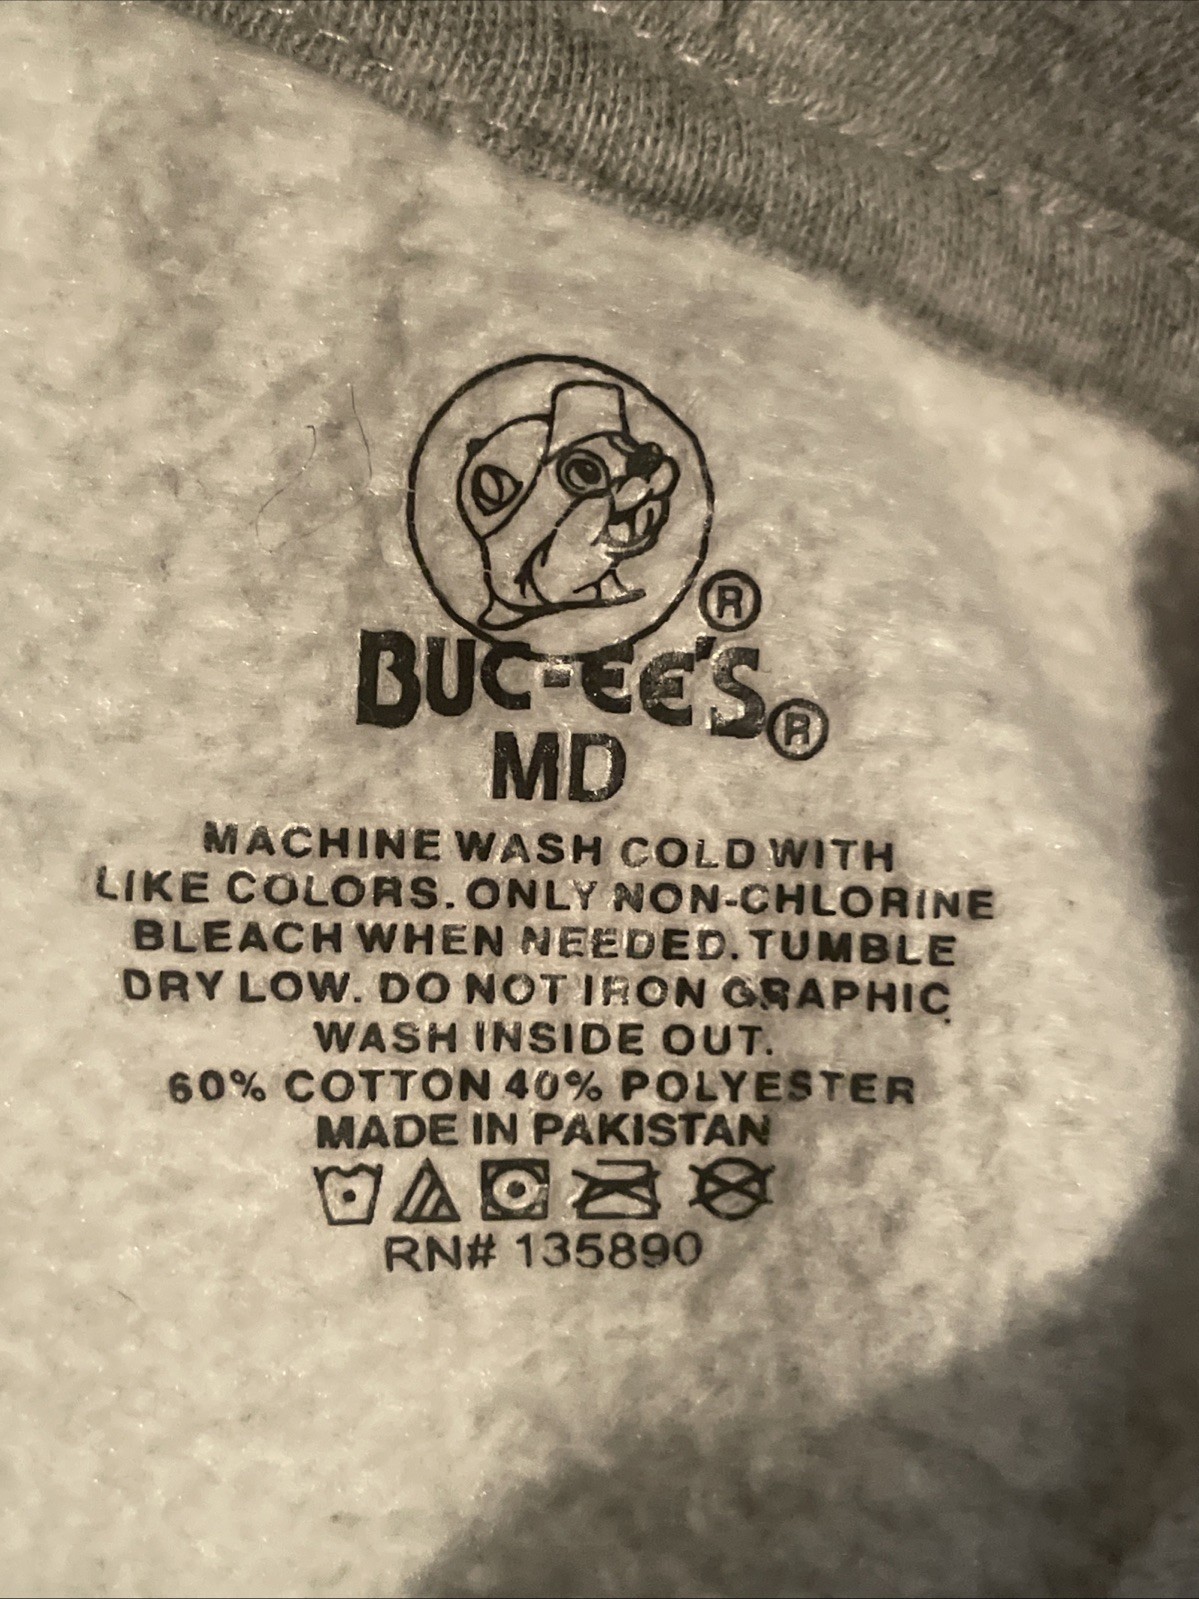 ®
BUC-EE'S®
MD
MACHINE WASH COLD WITH
LIKE COLORS. ONLY NON-CHLORINE
BLEACH WHEN NEEDED. TUMBLE
DRY LOW. DO NOT IRON GRAPHIC
WASH INSIDE OUT.
60% COTTON 40% POLYESTER
MADE IN PAKISTAN
RN# 135890